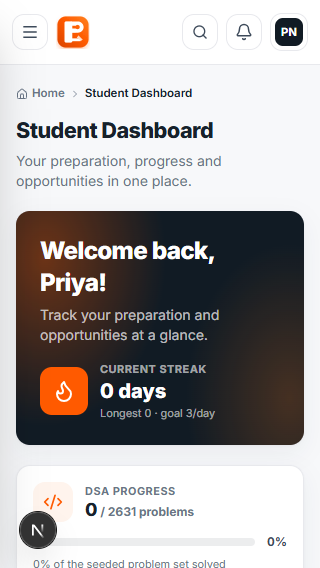 PN
Home
Student Dashboard
Student Dashboard
Your preparation, progress and
opportunities in one place.
Welcome back,
Priya!
Track your preparation and
opportunities at a glance.
CURRENT STREAK
0 days
Longest 0 · goal 3/day
DSA PROGRESS
0 / 2631 problems
N
0%
0% of the seeded problem set solved